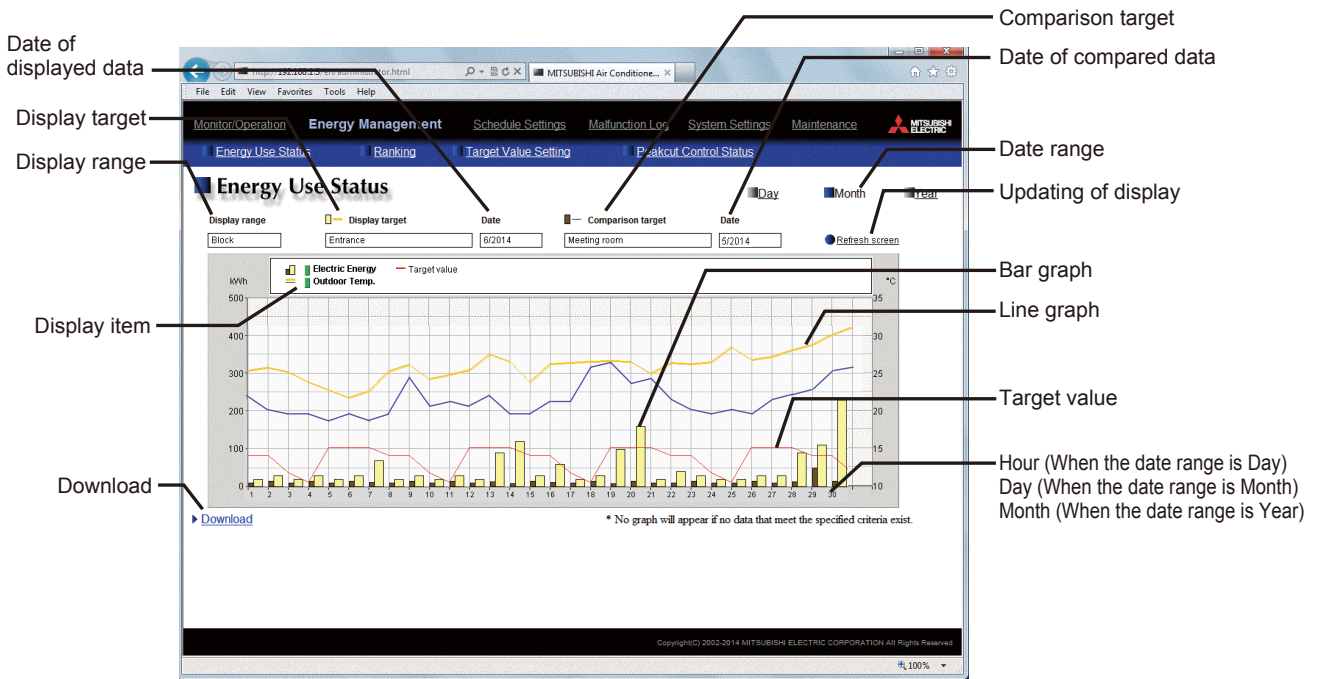 Comparison target
Date of
displayed data
Date of compared data
http://192.168.1.5/en/administrator.html
MITSUBISHI Air Conditione...
File Edit View Favorites Tools Help
Display target
Monitor/Operation Energy Management Schedule Settings Malfunction Log System Settings Maintenance
MITSUBISHI
ELECTRIC
Display range
Energy Use Status Ranking Target Value Setting Peakcut Control Status
Date range
Energy Use Status
Day Month Year
Updating of display
Display range Display target Date Comparison target Date
Block Entrance 6/2014 Meeting room 5/2014 Refresh screen
Electric Energy Target value
Outdoor Temp.
kWh °C
Bar graph
Line graph
Display item
500 35
400 30
300 25
200 20
100 15
0 10
1 2 3 4 5 6 7 8 9 10 11 12 13 14 15 16 17 18 19 20 21 22 23 24 25 26 27 28 29 30
Target value
Hour (When the date range is Day)
Day (When the date range is Month)
Month (When the date range is Year)
Download
Download
* No graph will appear if no data that meet the specified criteria exist.
Copyright(C) 2002-2014 MITSUBISHI ELECTRIC CORPORATION All Rights Reserved
100%